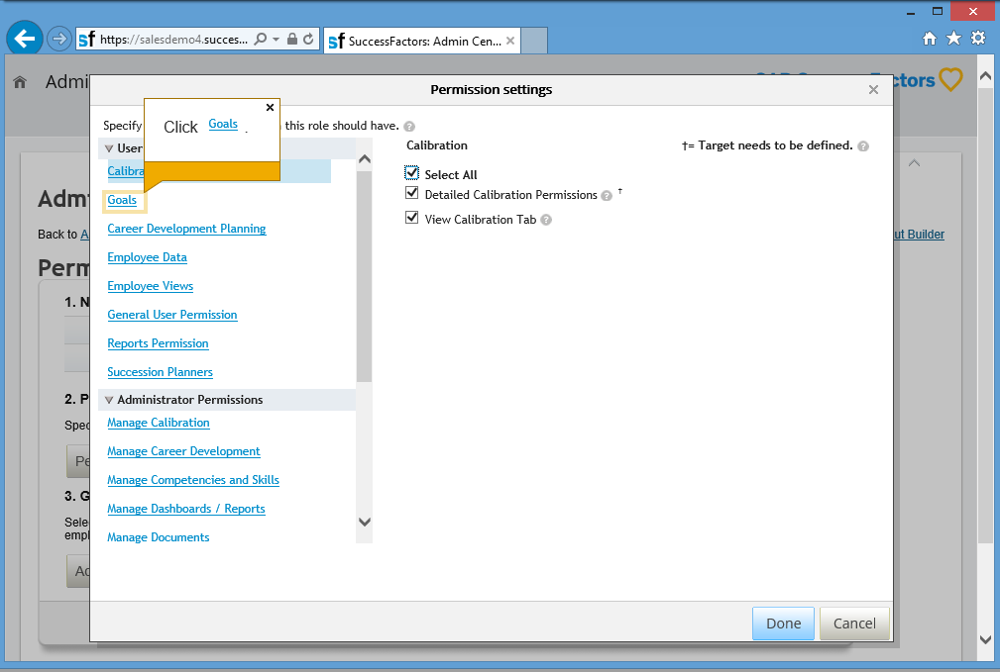 https://salesdemo4.succes...
SuccessFactors: Admin Cen...
Admi
Factors
Permission settings
Click Goals .
Specify
this role should have.
User
Calibra
Goals
Career Development Planning
Employee Data
Employee Views
General User Permission
Reports Permission
Succession Planners
Administrator Permissions
Manage Calibration
Manage Career Development
Manage Competencies and Skills
Manage Dashboards / Reports
Manage Documents
Calibration
†= Target needs to be defined.
Select All
Detailed Calibration Permissions †
View Calibration Tab
Back to A
ut Builder
Perm
1. N
2. P
Spec
Pe
3. G
Sele
empl
Ad
Done
Cancel